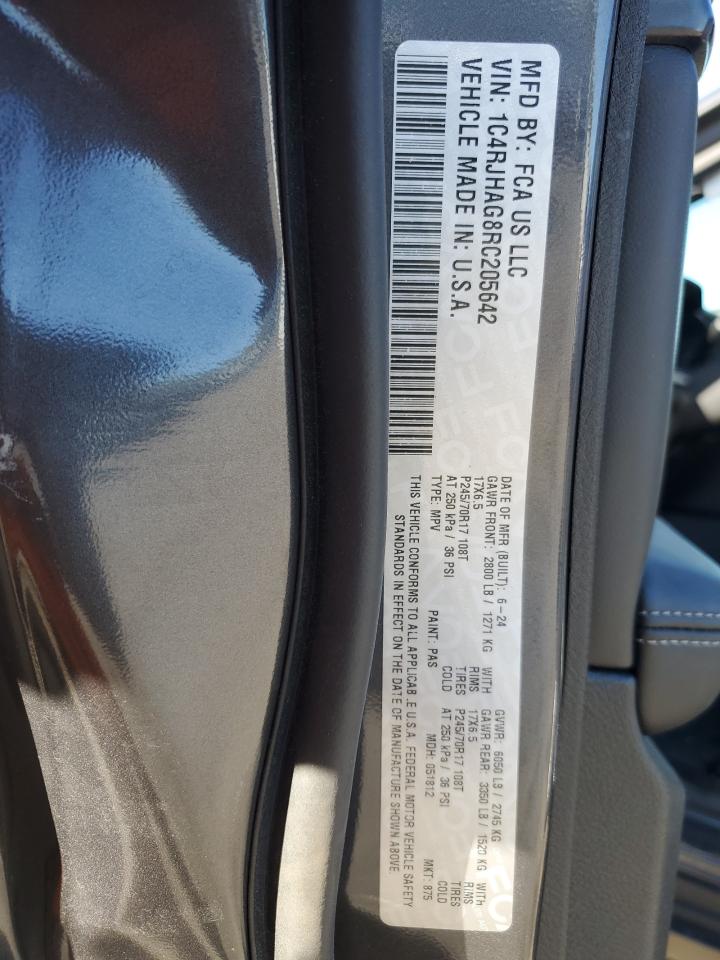 MFD BY: FCA US LLC
VIN: 1C4RJHAG8RC205642
VEHICLE MADE IN: U.S.A.
DATE OF MFR (BUILT): 6-24 GVWR: 6050 LB / 2745 KG
GAWR FRONT: 2800 LB / 1271 KG WITH GAWR REAR: 3350 LB / 1520 KG WITH
17X6.5 RIMS 17X6.5 RIMS
P245/70R17 108T TIRES P245/70R17 108T TIRES
AT 250 kPa / 36 PSI COLD AT 250 kPa / 36 PSI COLD
TYPE: MPV PAINT: PAS MDH: 051812 MKT: 875
THIS VEHICLE CONFORMS TO ALL APPLICAB.E U.S.A. FEDERAL MOTOR VEHICLE SAFETY
STANDARDS IN EFFECT ON THE DATE OF MANUFACTURE SHOWN ABOVE.